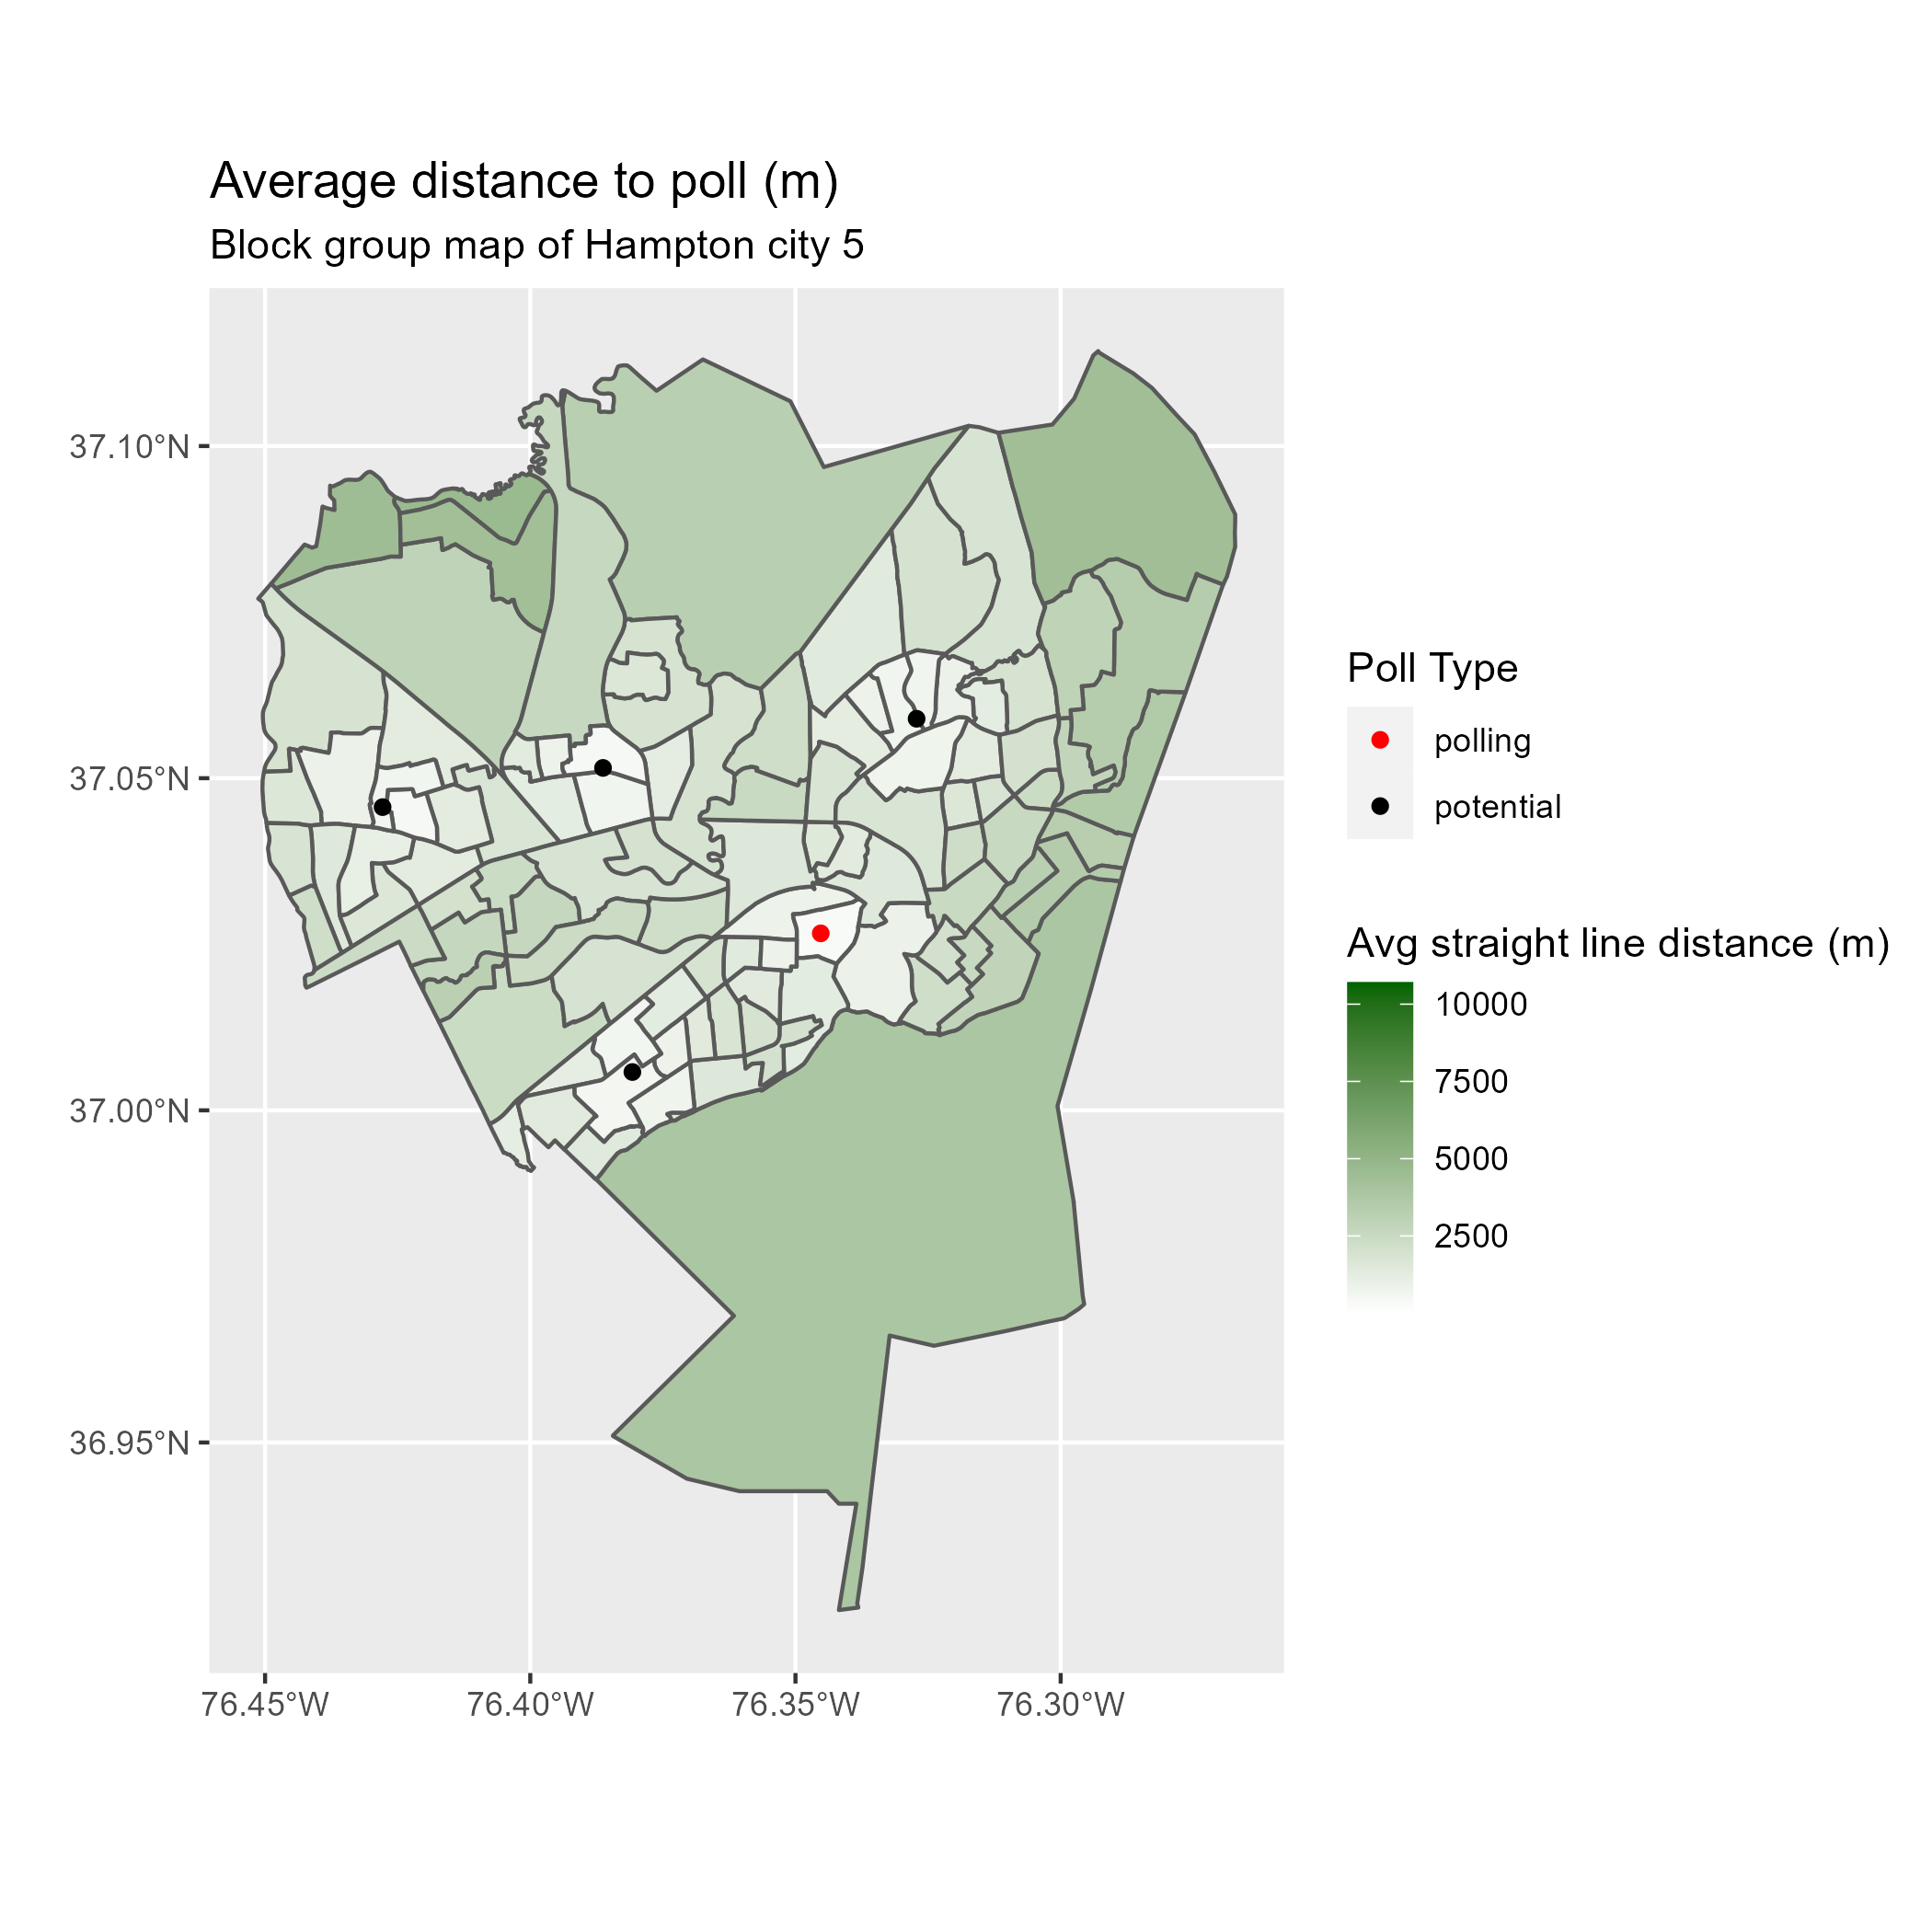 Average distance to poll (m)
Block group map of Hampton city 5
37.10°N
37.05°N
37.00°N
36.95°N
76.45°W
76.40°W
76.35°W
76.30°W
Poll Type
polling
potential
Avg straight line distance (m)
10000
7500
5000
2500